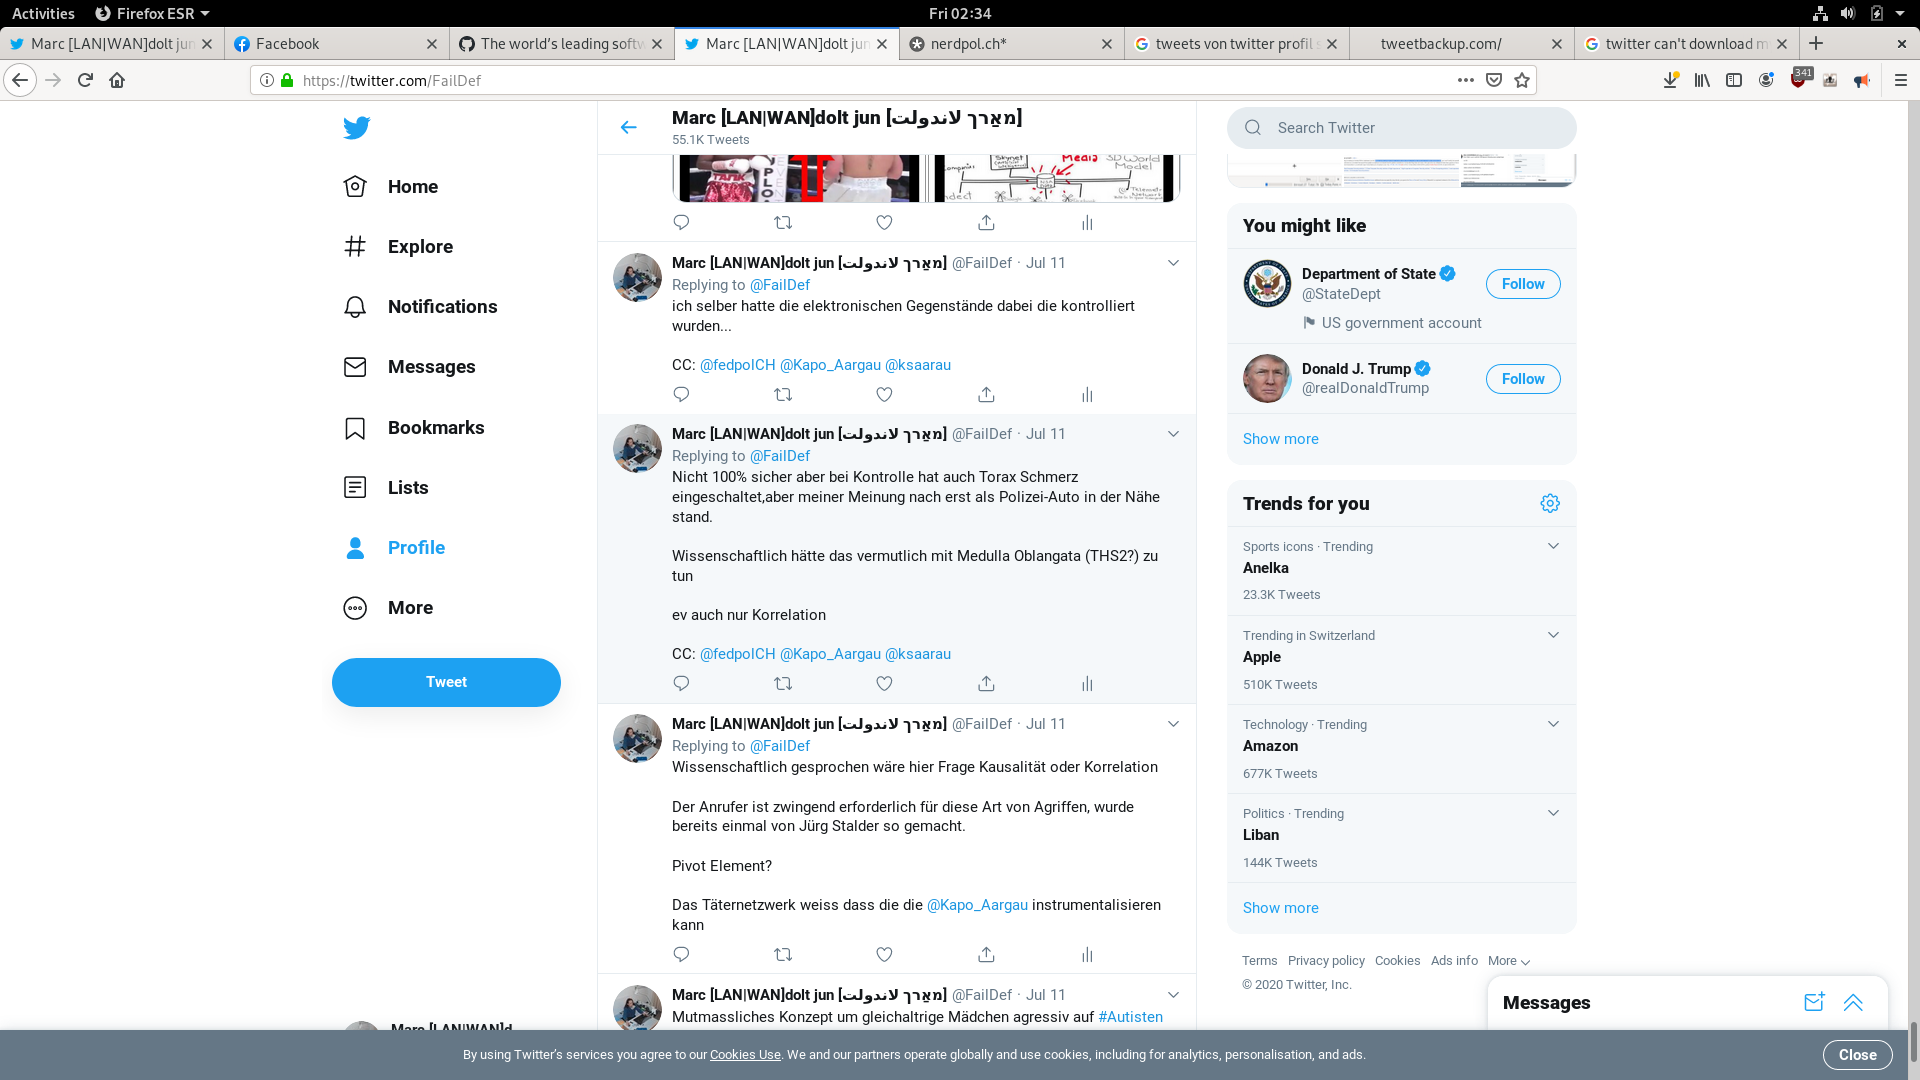 Activities Firefox ESR Fri 02:34
Marc [LAN|WAN]dolt jun Facebook The world's leading softw Marc [LAN|WAN]dolt jun nerdpol.ch* tweets von twitter profil s tweetbackup.com/ twitter can't download m
https://twitter.com/FailDef 341
Marc [LAN|WAN]dolt jun [מאַרך לאנדולת]
55.1K Tweets
Search Twitter
Home
Explore
Notifications
Messages
Bookmarks
Lists
Profile
More
Tweet
Marc [LAN|WAN]d
TANK
Skynet
Media
3D World
Model
Marc [LAN|WAN]dolt jun [מאַרך לאנדולת] @FailDef · Jul 11
Replying to @FailDef
ich selber hatte die elektronischen Gegenstände dabei die kontrolliert
wurden...
CC: @fedpolCH @Kapo_Aargau @ksaarau
Marc [LAN|WAN]dolt jun [מאַרך לאנדולת] @FailDef · Jul 11
Replying to @FailDef
Nicht 100% sicher aber bei Kontrolle hat auch Torax Schmerz
eingeschaltet,aber meiner Meinung nach erst als Polizei-Auto in der Nähe
stand.
Wissenschaftlich hätte das vermutlich mit Medulla Oblangata (THS2?) zu
tun
ev auch nur Korrelation
CC: @fedpolCH @Kapo_Aargau @ksaarau
Marc [LAN|WAN]dolt jun [מאַרך לאנדולת] @FailDef · Jul 11
Replying to @FailDef
Wissenschaftlich gesprochen wäre hier Frage Kausalität oder Korrelation
Der Anrufer ist zwingend erforderlich für diese Art von Agriffen, wurde
bereits einmal von Jürg Stalder so gemacht.
Pivot Element?
Das Täternetzwerk weiss dass die die @Kapo_Aargau instrumentalisieren
kann
Marc [LAN|WAN]dolt jun [מאַרך לאנדולת] @FailDef · Jul 11
Mutmassliches Konzept um gleichaltrige Mädchen agressiv auf #Autisten
You might like
Department of State
@StateDept
Follow
US government account
Donald J. Trump
@realDonaldTrump
Follow
Show more
Trends for you
Sports icons · Trending
Anelka
23.3K Tweets
Trending in Switzerland
Apple
510K Tweets
Technology · Trending
Amazon
677K Tweets
Politics · Trending
Liban
144K Tweets
Show more
Terms Privacy policy Cookies Ads info More
© 2020 Twitter, Inc.
Messages
By using Twitter's services you agree to our Cookies Use. We and our partners operate globally and use cookies, including for analytics, personalisation, and ads.
Close